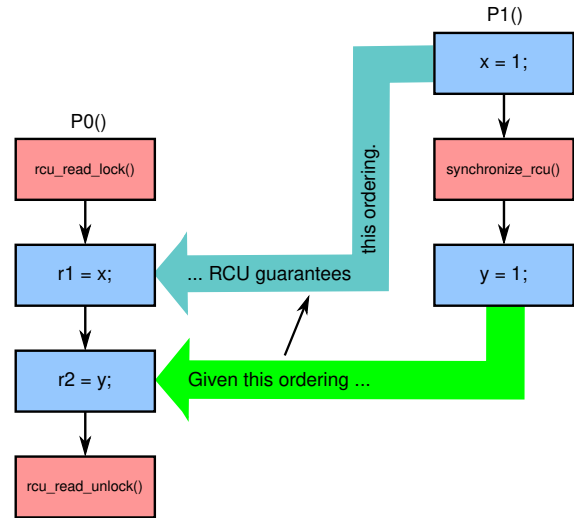 P1()
x = 1;
P0()
rcu_read_lock()
synchronize_rcu()
this ordering.
r1 = x;
... RCU guarantees
y = 1;
r2 = y;
Given this ordering ...
rcu_read_unlock()